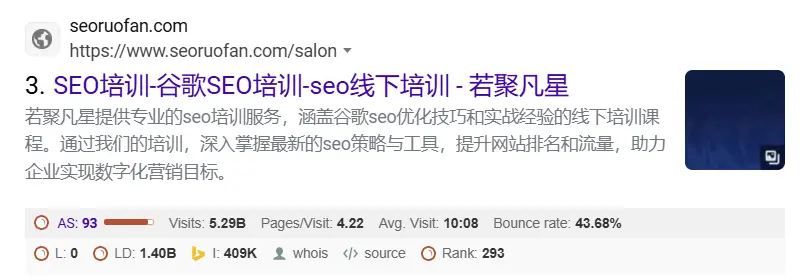 seoruofan.com
https://www.seoruofan.com/salon
3. SEO培训-谷歌SEO培训-seo线下培训 - 若聚凡星
若聚凡星提供专业的seo培训服务，涵盖谷歌seo优化技巧和实战经验的线下培训课
程。通过我们的培训，深入掌握最新的seo策略与工具，提升网站排名和流量，助力
企业实现数字化营销目标。
AS: 93 Visits: 5.29B Pages/Visit: 4.22 Avg. Visit: 10:08 Bounce rate: 43.68%
L: 0 LD: 1.40B I: 409K whois source Rank: 293